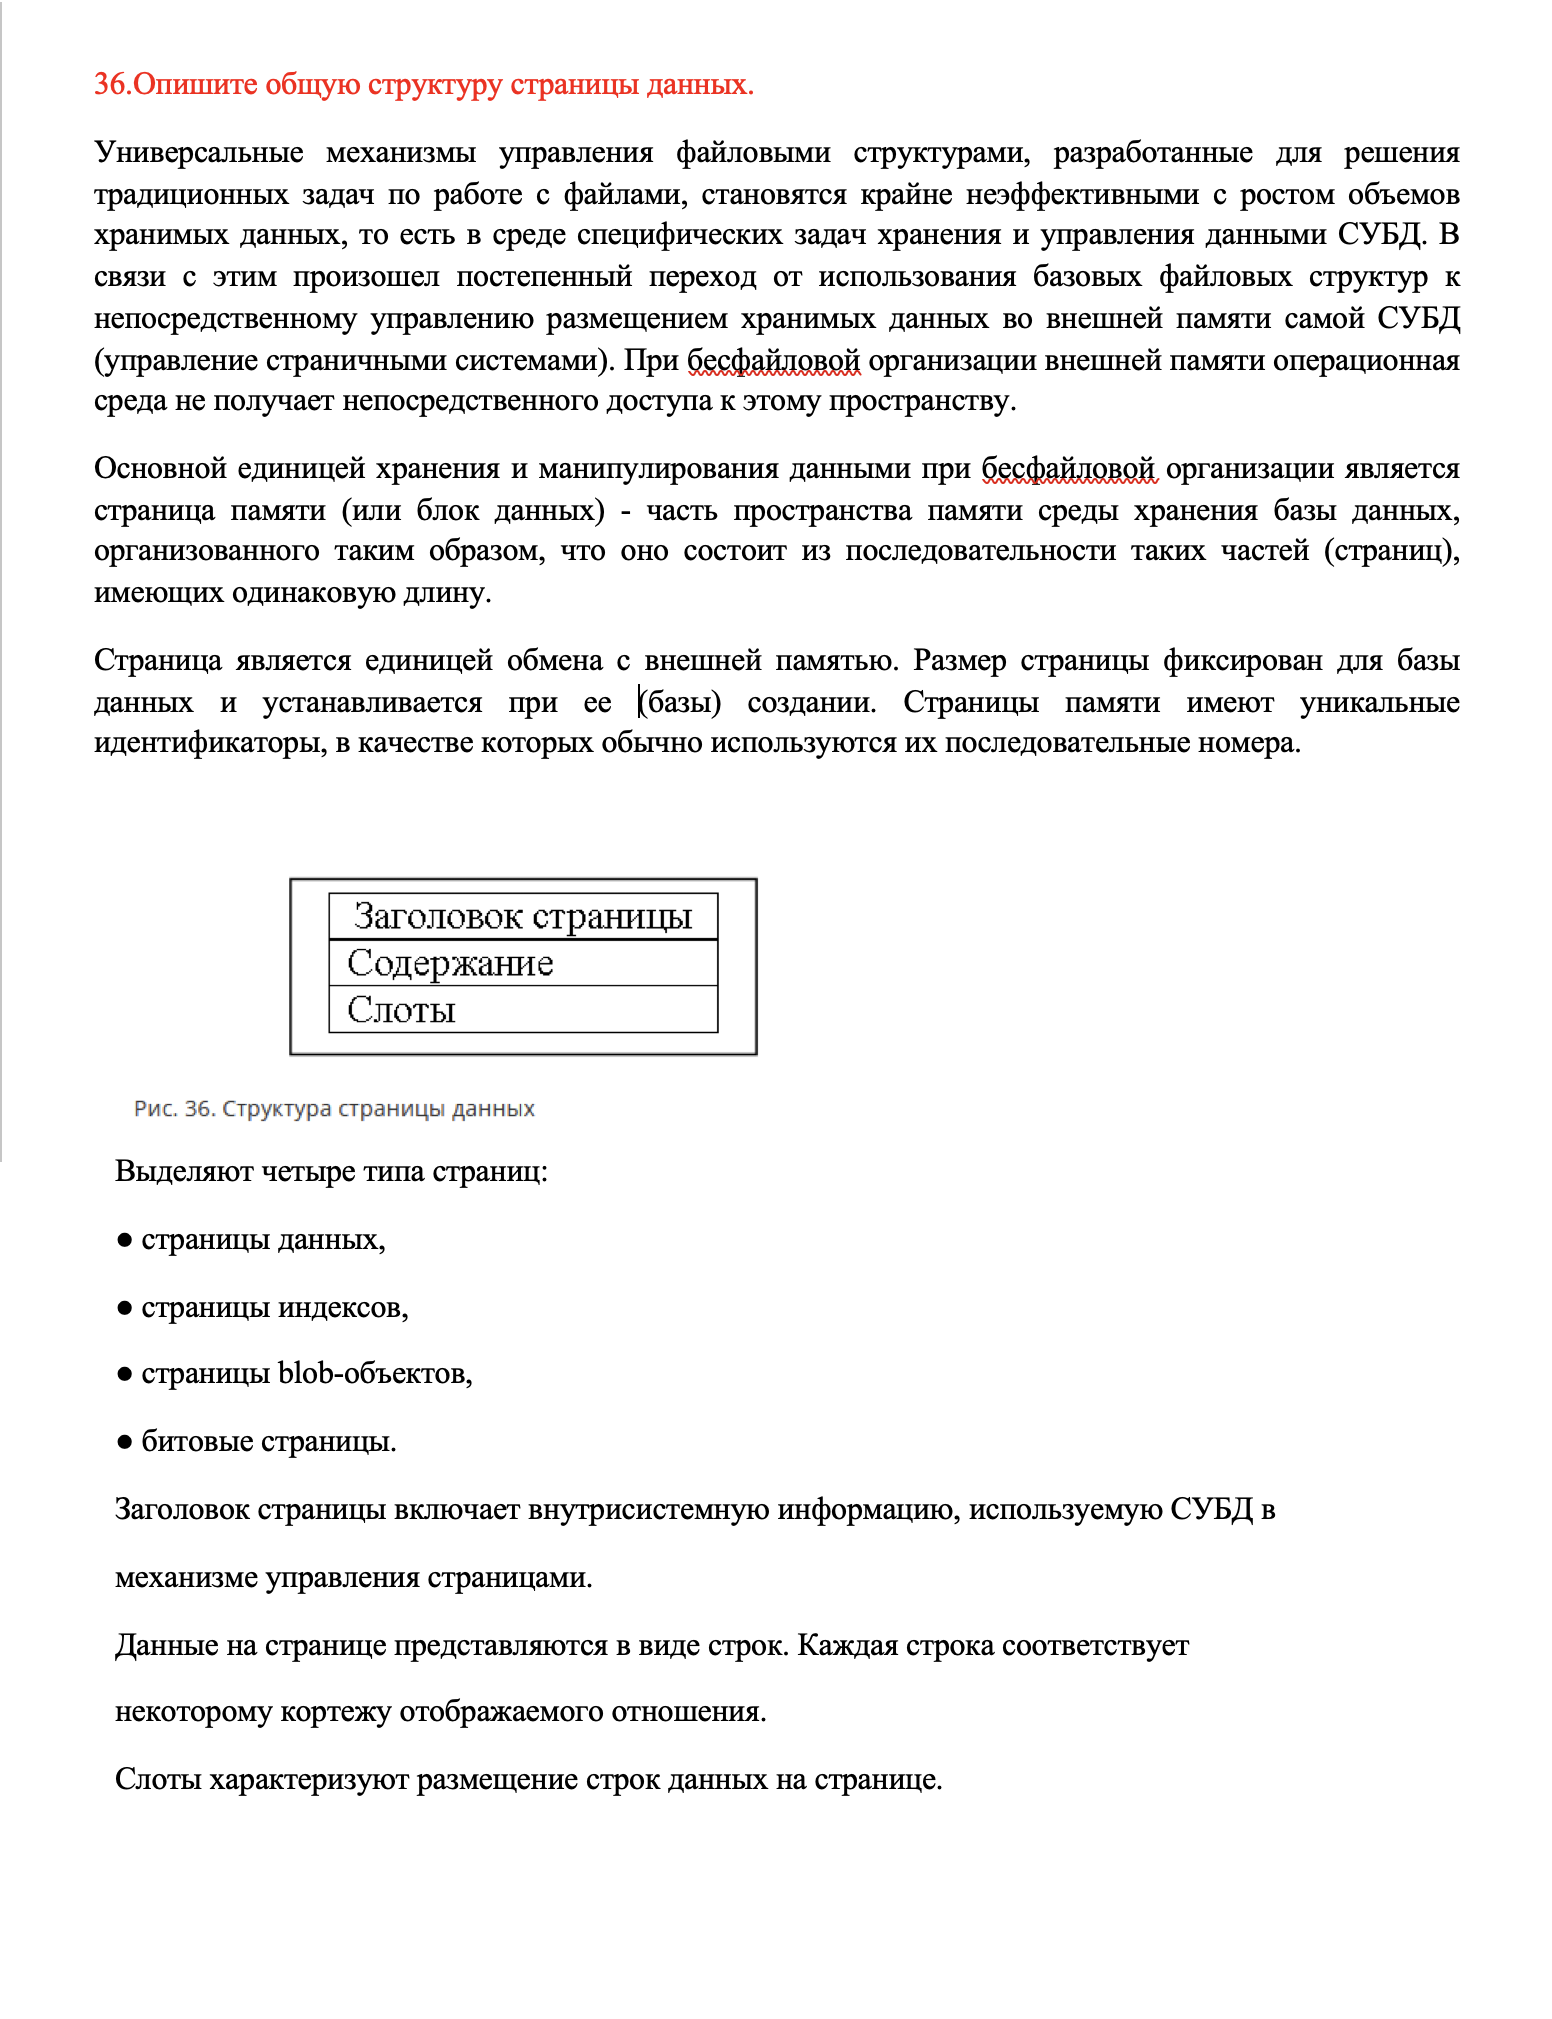 36.Опишите общую структуру страницы данных.
Универсальные механизмы управления файловыми структурами, разработанные для решения
традиционных задач по работе с файлами, становятся крайне неэффективными с ростом объемов
хранимых данных, то есть в среде специфических задач хранения и управления данными СУБД. В
связи с этим произошел постепенный переход от использования базовых файловых структур к
непосредственному управлению размещением хранимых данных во внешней памяти самой СУБД
(управление страничными системами). При бесфайловой организации внешней памяти операционная
среда не получает непосредственного доступа к этому пространству.
Основной единицей хранения и манипулирования данными при бесфайловой организации является
страница памяти (или блок данных) - часть пространства памяти среды хранения базы данных,
организованного таким образом, что оно состоит из последовательности таких частей (страниц),
имеющих одинаковую длину.
Страница является единицей обмена с внешней памятью. Размер страницы фиксирован для базы
данных и устанавливается при ее (базы) создании. Страницы памяти имеют уникальные
идентификаторы, в качестве которых обычно используются их последовательные номера.
Заголовок страницы
Содержание
Слоты
Рис. 36. Структура страницы данных
Выделяют четыре типа страниц:
● страницы данных,
● страницы индексов,
● страницы blob-объектов,
● битовые страницы.
Заголовок страницы включает внутрисистемную информацию, используемую СУБД в
механизме управления страницами.
Данные на странице представляются в виде строк. Каждая строка соответствует
некоторому кортежу отображаемого отношения.
Слоты характеризуют размещение строк данных на странице.